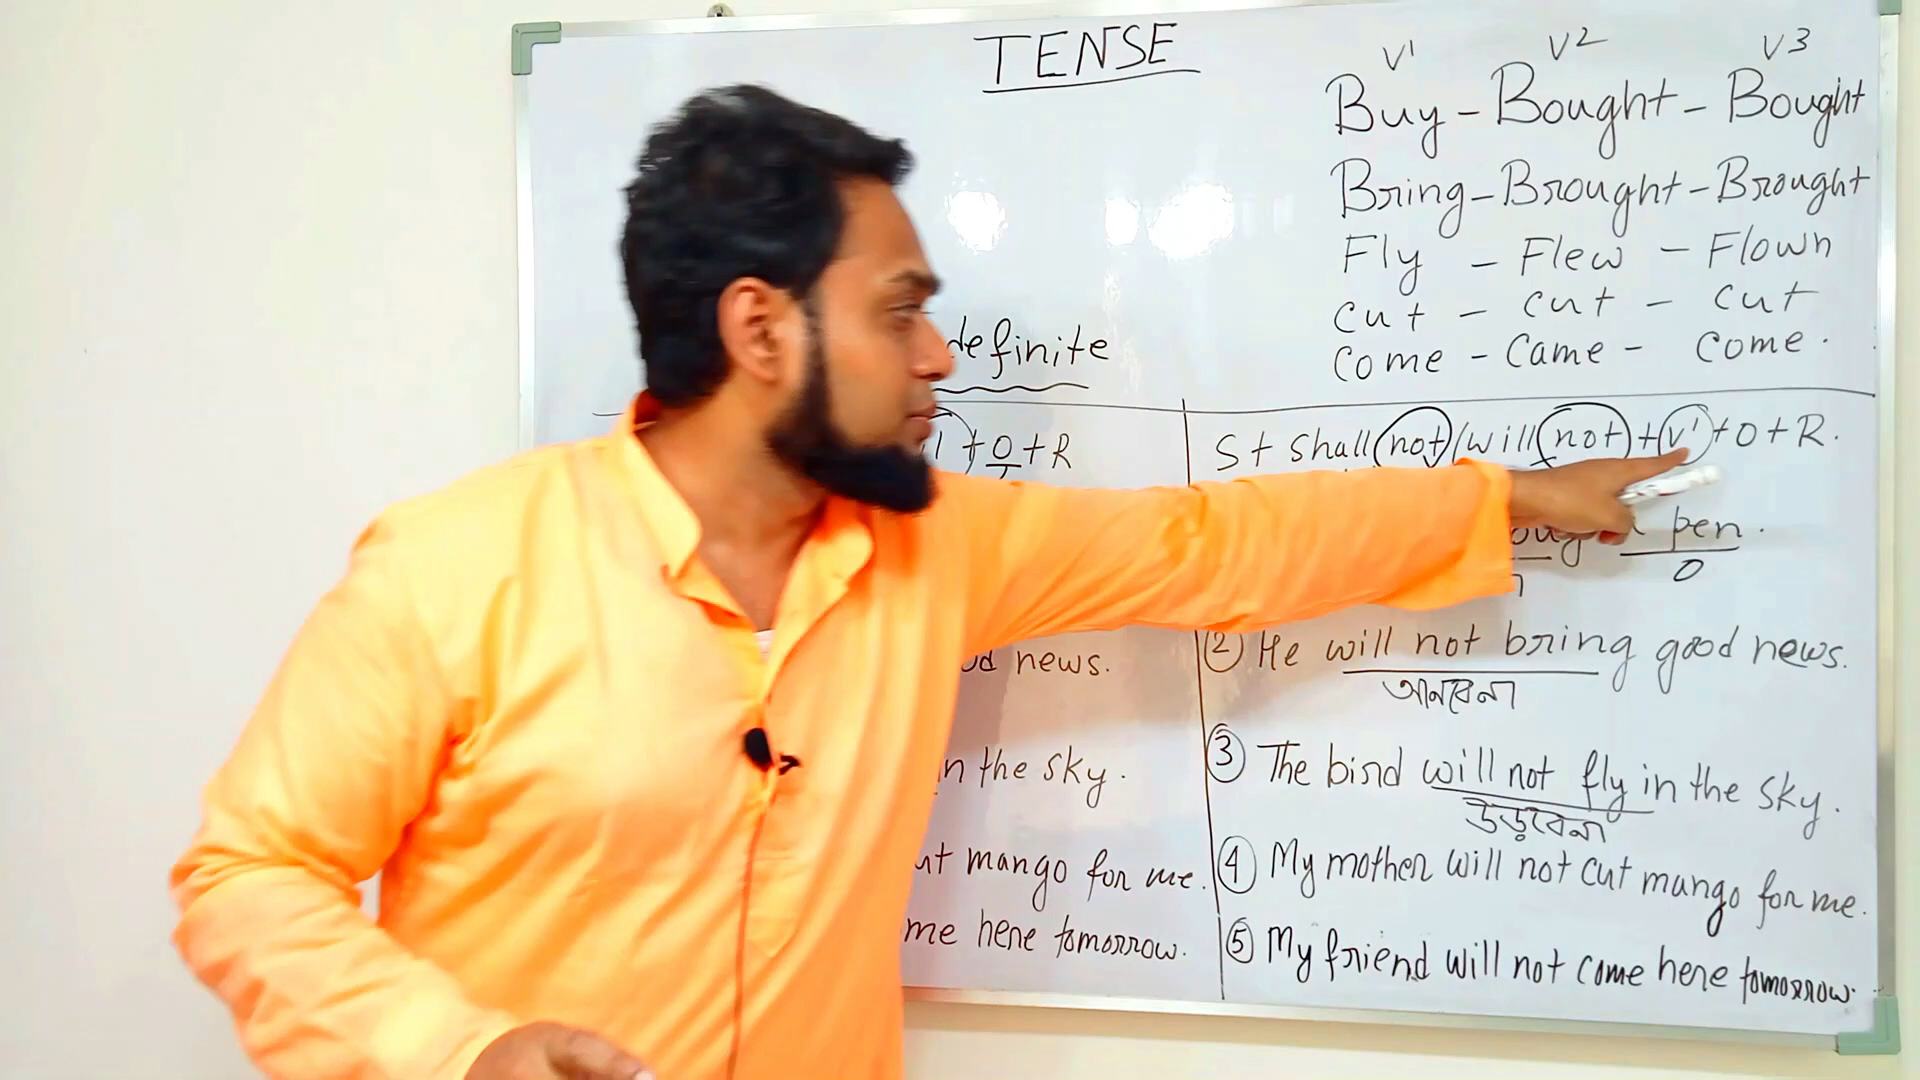 TENSE
V1 V2 V3
Buy - Bought - Bought
Bring - Brought - Brought
Fly - Flew - Flown
cut - cut - cut
Come - Came - Come.
definite
+ O + R
news.
in the sky.
mango for me.
here tomorrow.
S + Shall not / will not + V1 + O + R.
pen.
O
② He will not bring good news.
আনবেনা
③ The bird will not fly in the sky.
উড়বেনা
④ My mother will not cut mango for me.
⑤ My friend will not come here tomorrow.